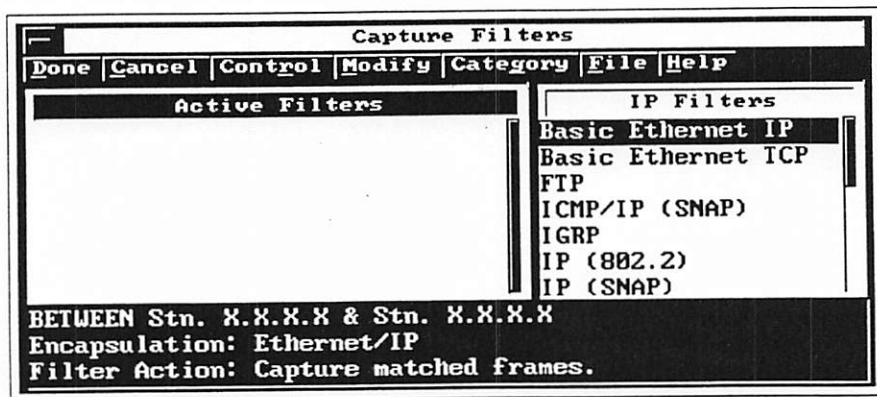 Capture Filters
Done Cancel Control Modify Category File Help
Active Filters
IP Filters
Basic Ethernet IP
Basic Ethernet TCP
FTP
ICMP/IP (SNAP)
IGRP
IP (802.2)
IP (SNAP)
BETWEEN Stn. X.X.X.X & Stn. X.X.X.X
Encapsulation: Ethernet/IP
Filter Action: Capture matched frames.